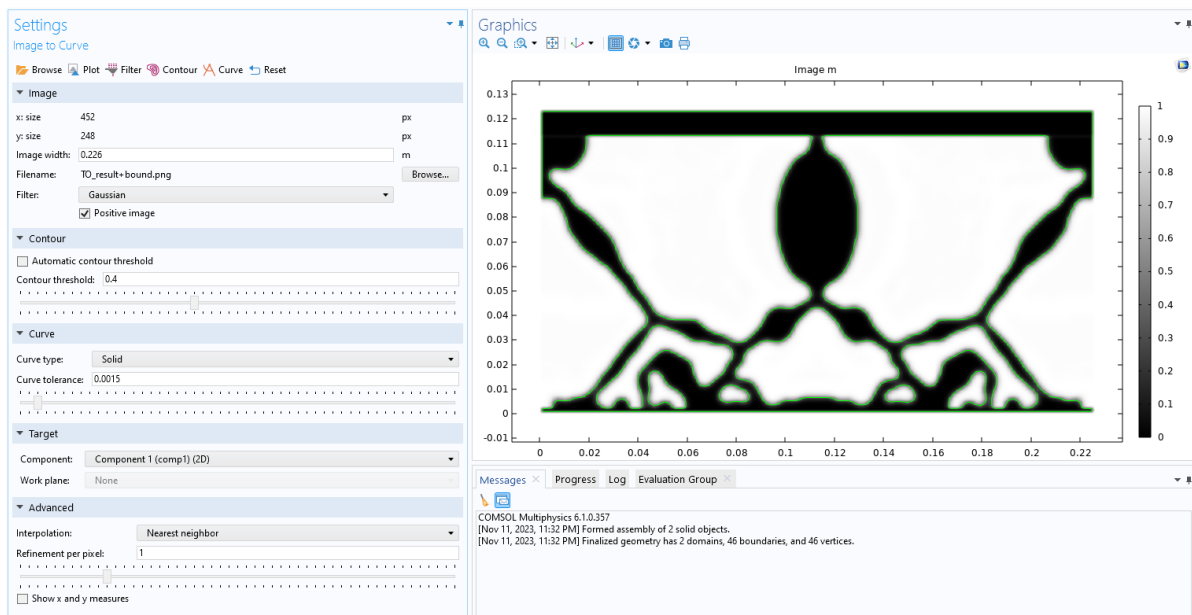 Settings
Image to Curve
Browse Plot Filter Contour Curve Reset
Image
x: size 452 px
y: size 248 px
Image width: 0.226 m
Filename: TO_result+bound.png Browse...
Filter: Gaussian
Positive image
Contour
Automatic contour threshold
Contour threshold: 0.4
Curve
Curve type: Solid
Curve tolerance: 0.0015
Target
Component: Component 1 (comp1) (2D)
Work plane: None
Advanced
Interpolation: Nearest neighbor
Refinement per pixel: 1
Show x and y measures
Graphics
Image m
0.13
0.12
0.11
0.1
0.09
0.08
0.07
0.06
0.05
0.04
0.03
0.02
0.01
0
-0.01
0 0.02 0.04 0.06 0.08 0.1 0.12 0.14 0.16 0.18 0.2 0.22
1
0.9
0.8
0.7
0.6
0.5
0.4
0.3
0.2
0.1
0
Messages Progress Log Evaluation Group
COMSOL Multiphysics 6.1.0.357
[Nov 11, 2023, 11:32 PM] Formed assembly of 2 solid objects.
[Nov 11, 2023, 11:32 PM] Finalized geometry has 2 domains, 46 boundaries, and 46 vertices.